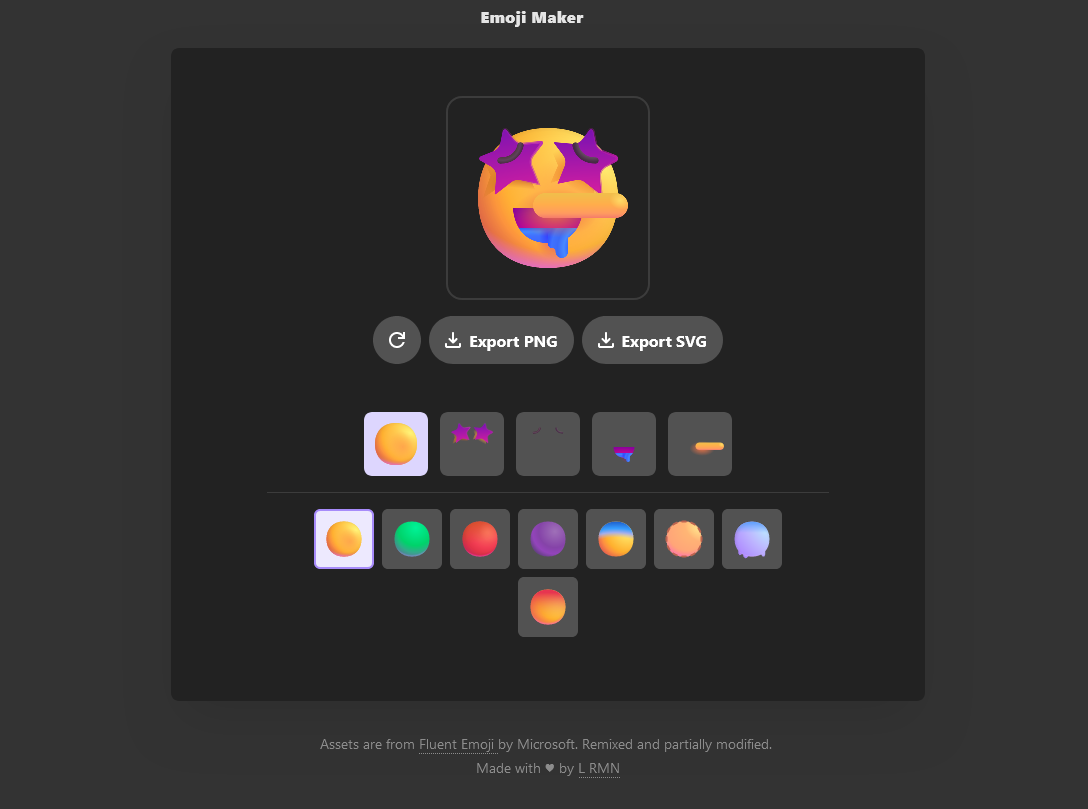 Emoji Maker
Export PNG
Export SVG
Assets are from Fluent Emoji by Microsoft. Remixed and partially modified.
Made with ♥ by L RMN